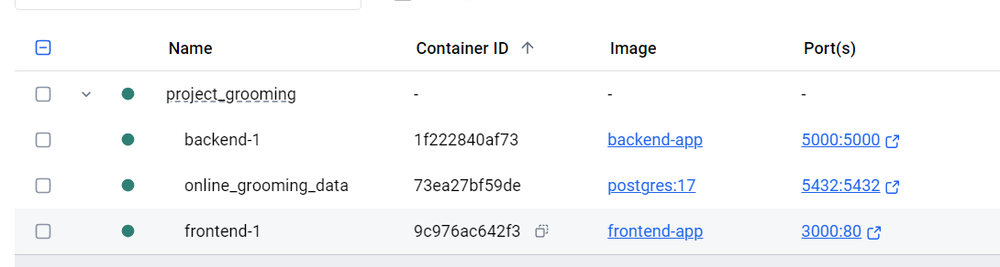 Name Container ID Image Port(s)
project_grooming - - -
backend-1 1f222840af73 backend-app 5000:5000
online_grooming_data 73ea27bf59de postgres:17 5432:5432
frontend-1 9c976ac642f3 frontend-app 3000:80